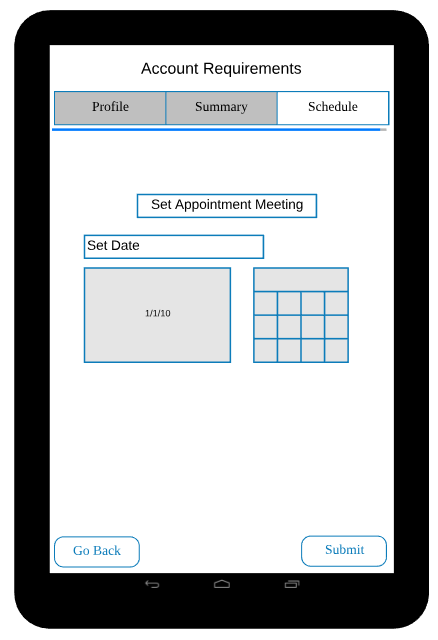 Account Requirements
Profile Summary Schedule
Set Appointment Meeting
Set Date
1/1/10
Go Back Submit